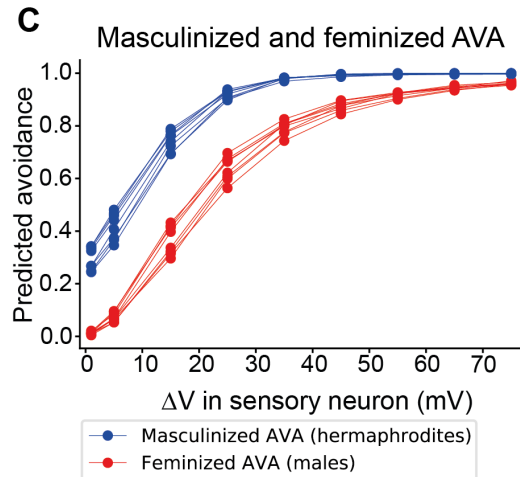 C
Masculinized and feminized AVA
Predicted avoidance
1.0
0.8
0.6
0.4
0.2
0.0
0 10 20 30 40 50 60 70
ΔV in sensory neuron (mV)
Masculinized AVA (hermaphrodites)
Feminized AVA (males)